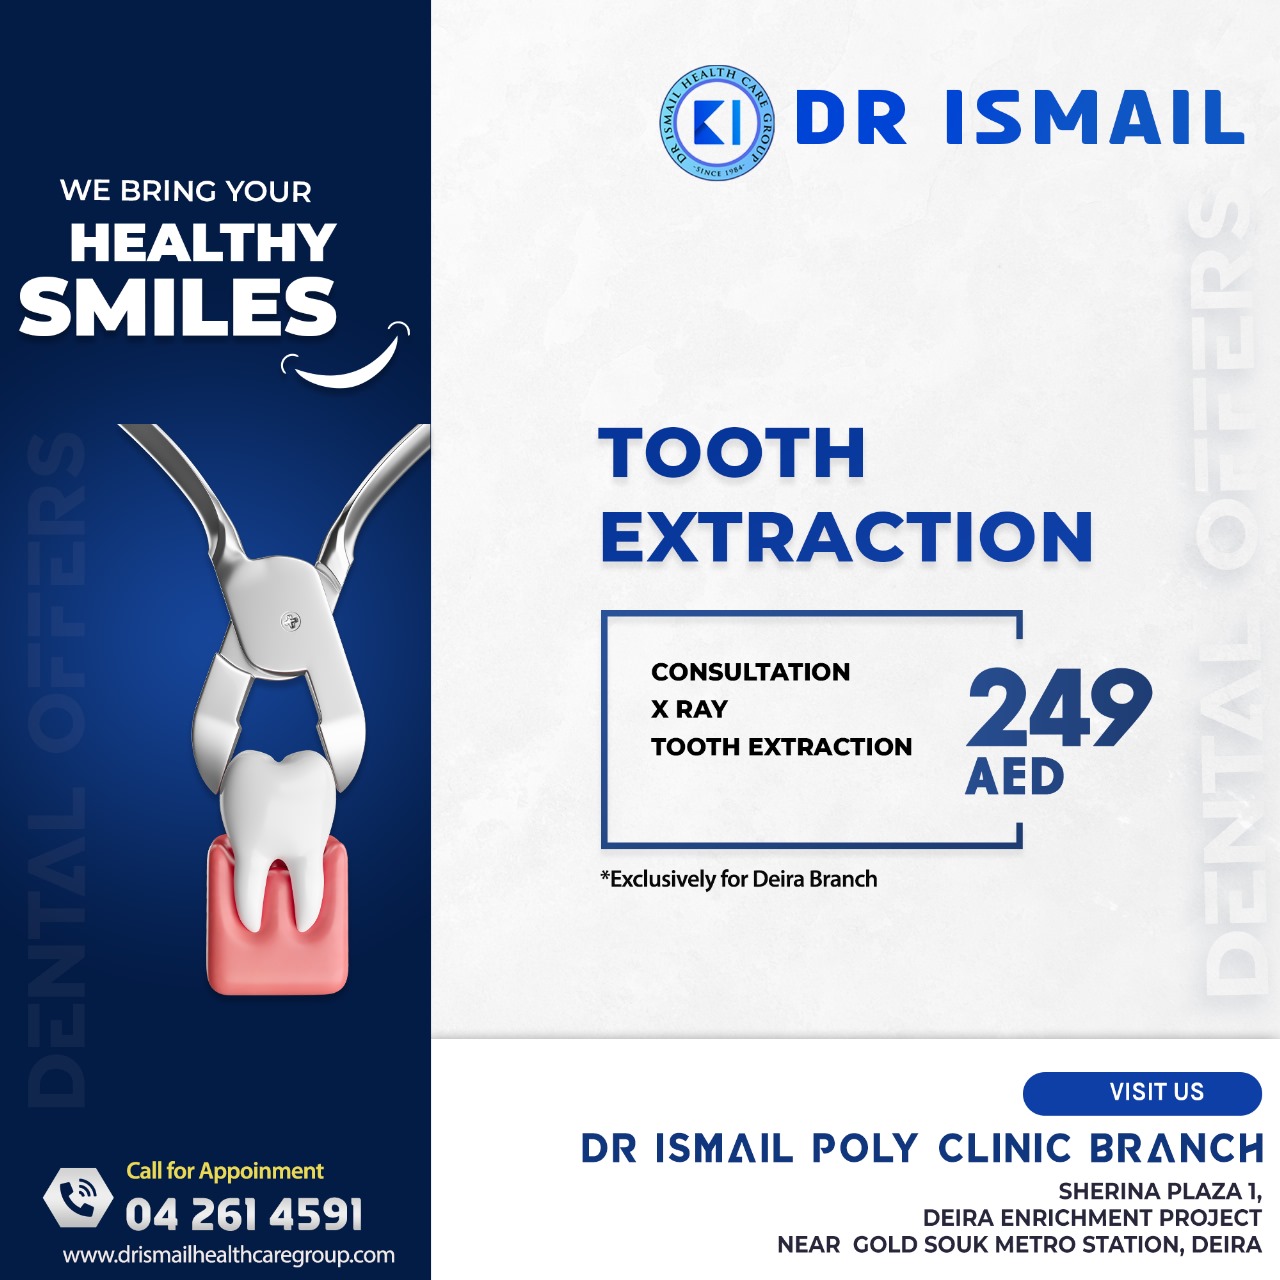 WE BRING YOUR
HEALTHY
SMILES
DENTAL OFFERS
Call for Appoinment
04 261 4591
www.drismailhealthcaregroup.com
DR ISMAIL HEALTH CARE GROUP
·SINCE 1984·
KI
DR ISMAIL
TOOTH
EXTRACTION
CONSULTATION
X RAY
TOOTH EXTRACTION
249
AED
*Exclusively for Deira Branch
DENTAL OFFERS
VISIT US
DR ISMAIL POLY CLINIC BRANCH
SHERINA PLAZA 1,
DEIRA ENRICHMENT PROJECT
NEAR GOLD SOUK METRO STATION, DEIRA